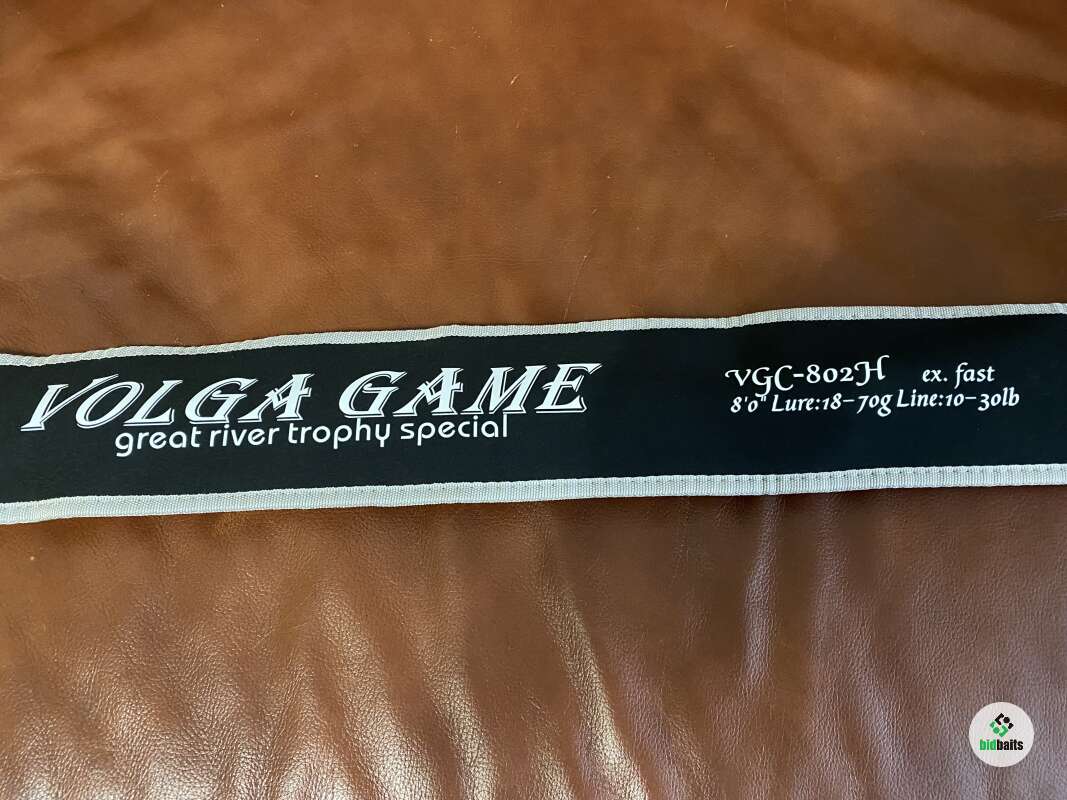 VOLGA GAME
great river trophy special
VGC-802H ex. fast
8'0" Lure:18-70g Line:10-30lb
bidbaits